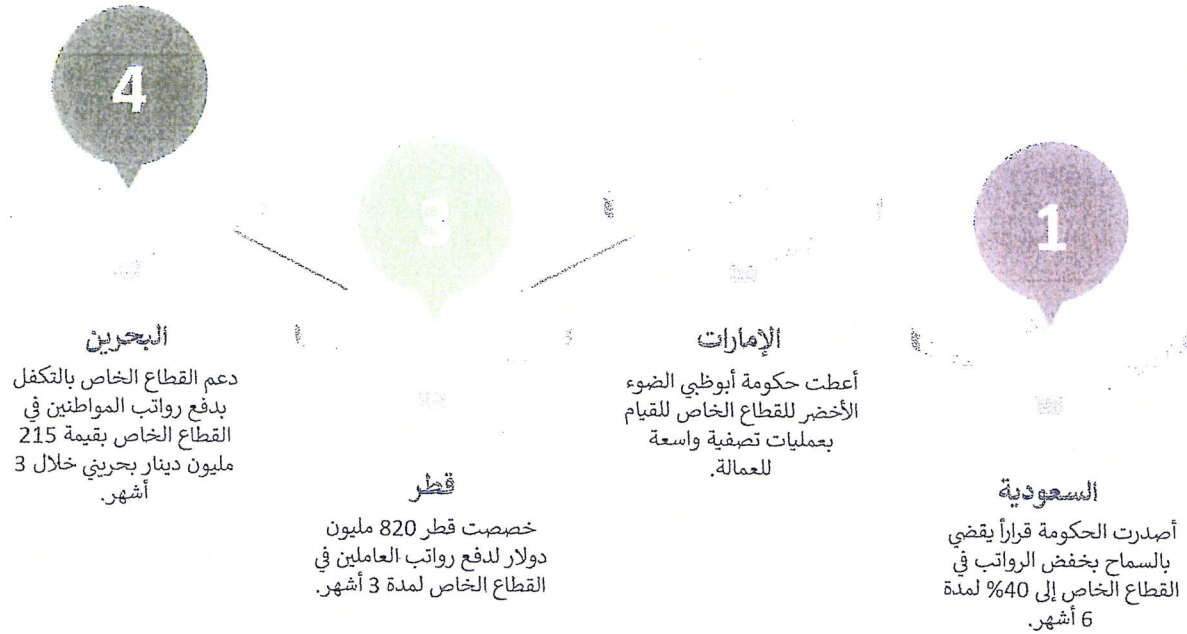 1
السعودية
أصدرت الحكومة قراراً يقضي
بالسماح بخفض الرواتب في
القطاع الخاص إلى 40% لمدة
6 أشهر.
الإمارات
أعطت حكومة أبوظبي الضوء
الأخضر للقطاع الخاص للقيام
بعمليات تصفية واسعة
للعمالة.
3
قطر
خصصت قطر 820 مليون
دولار لدفع رواتب العاملين في
القطاع الخاص لمدة 3 أشهر.
4
البحرين
دعم القطاع الخاص بالتكفل
بدفع رواتب المواطنين في
القطاع الخاص بقيمة 215
مليون دينار بحريني خلال 3
أشهر.